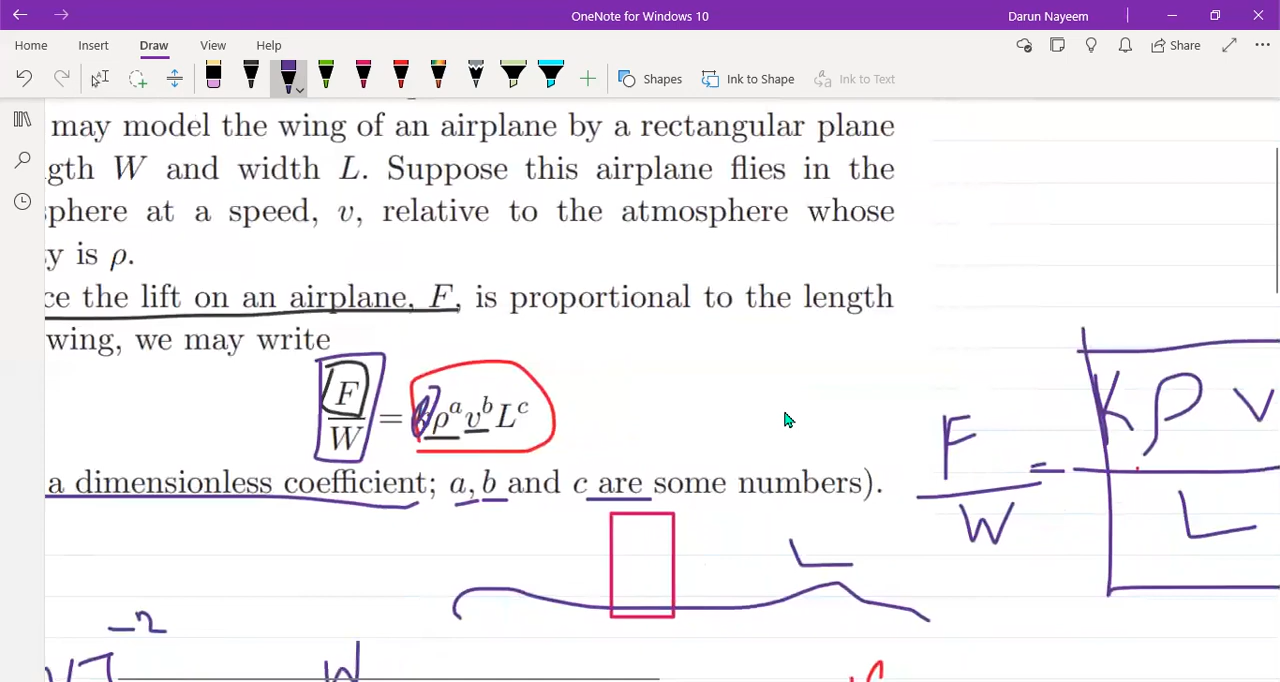 OneNote for Windows 10
Darun Nayeem
Home Insert Draw View Help
Share
Shapes Ink to Shape Ink to Text
may model the wing of an airplane by a rectangular plane
gth W and width L. Suppose this airplane flies in the
phere at a speed, v, relative to the atmosphere whose
y is ρ.
ce the lift on an airplane, F, is proportional to the length
wing, we may write
F/W = kρᵃvᵇLᶜ
a dimensionless coefficient; a, b and c are some numbers).
F/W = K ρ v / L
L
-2
W